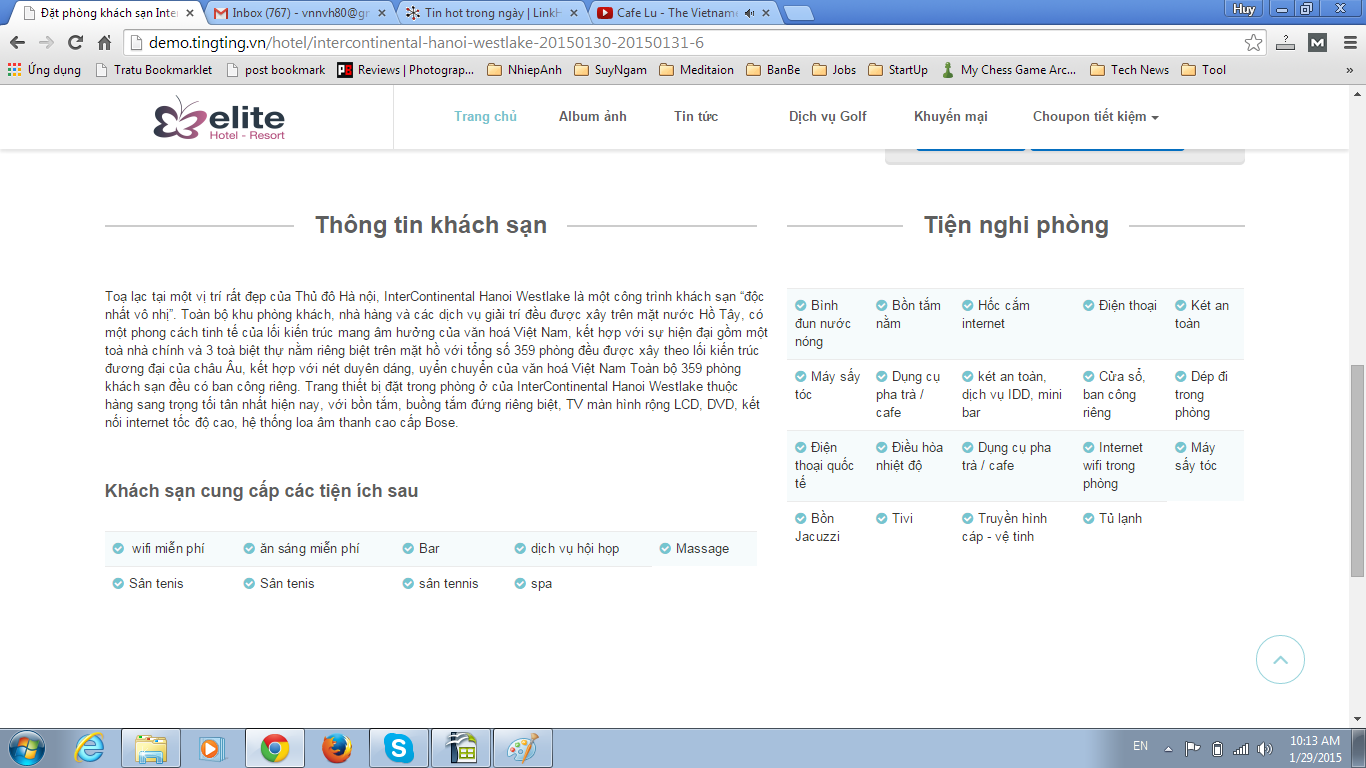 Đặt phòng khách sạn Inter
Inbox (767) - vnnvh80@gr
Tin hot trong ngày | LinkH
Cafe Lu - The Vietname
Huy
demo.tingting.vn/hotel/intercontinental-hanoi-westlake-20150130-20150131-6
Ứng dụng
Tratu Bookmarklet
post bookmark
Reviews | Photograp...
NhiepAnh
SuyNgam
Meditaion
BanBe
Jobs
StartUp
My Chess Game Arc...
Tech News
Tool
»
elite
Hotel - Resort
Trang chủ
Album ảnh
Tin tức
Dịch vụ Golf
Khuyến mại
Choupon tiết kiệm
Thông tin khách sạn
Toạ lạc tại một vị trí rất đẹp của Thủ đô Hà nội, InterContinental Hanoi Westlake là một công trình khách sạn “độc
nhất vô nhị”. Toàn bộ khu phòng khách, nhà hàng và các dịch vụ giải trí đều được xây trên mặt nước Hồ Tây, có
một phong cách tinh tế của lối kiến trúc mang âm hưởng của văn hoá Việt Nam, kết hợp với sự hiện đại gồm một
toà nhà chính và 3 toà biệt thự nằm riêng biệt trên mặt hồ với tổng số 359 phòng đều được xây theo lối kiến trúc
đương đại của châu Âu, kết hợp với nét duyên dáng, uyển chuyển của văn hoá Việt Nam Toàn bộ 359 phòng
khách sạn đều có ban công riêng. Trang thiết bị đặt trong phòng ở của InterContinental Hanoi Westlake thuộc
hàng sang trọng tối tân nhất hiện nay, với bồn tắm, buồng tắm đứng riêng biệt, TV màn hình rộng LCD, DVD, kết
nối internet tốc độ cao, hệ thống loa âm thanh cao cấp Bose.
Khách sạn cung cấp các tiện ích sau
wifi miễn phí
ăn sáng miễn phí
Bar
dịch vụ hội họp
Massage
Sân tenis
Sân tenis
sân tennis
spa
Tiện nghi phòng
Bình
đun nước
nóng
Bồn tắm
nằm
Hốc cắm
internet
Điện thoại
Két an
toàn
Máy sấy
tóc
Dụng cụ
pha trà /
cafe
két an toàn,
dịch vụ IDD, mini
bar
Cửa sổ,
ban công
riêng
Dép đi
trong
phòng
Điện
thoại quốc
tế
Điều hòa
nhiệt độ
Dụng cụ pha
trà / cafe
Internet
wifi trong
phòng
Máy
sấy tóc
Bồn
Jacuzzi
Tivi
Truyền hình
cáp - vệ tinh
Tủ lạnh
EN
10:13 AM
1/29/2015